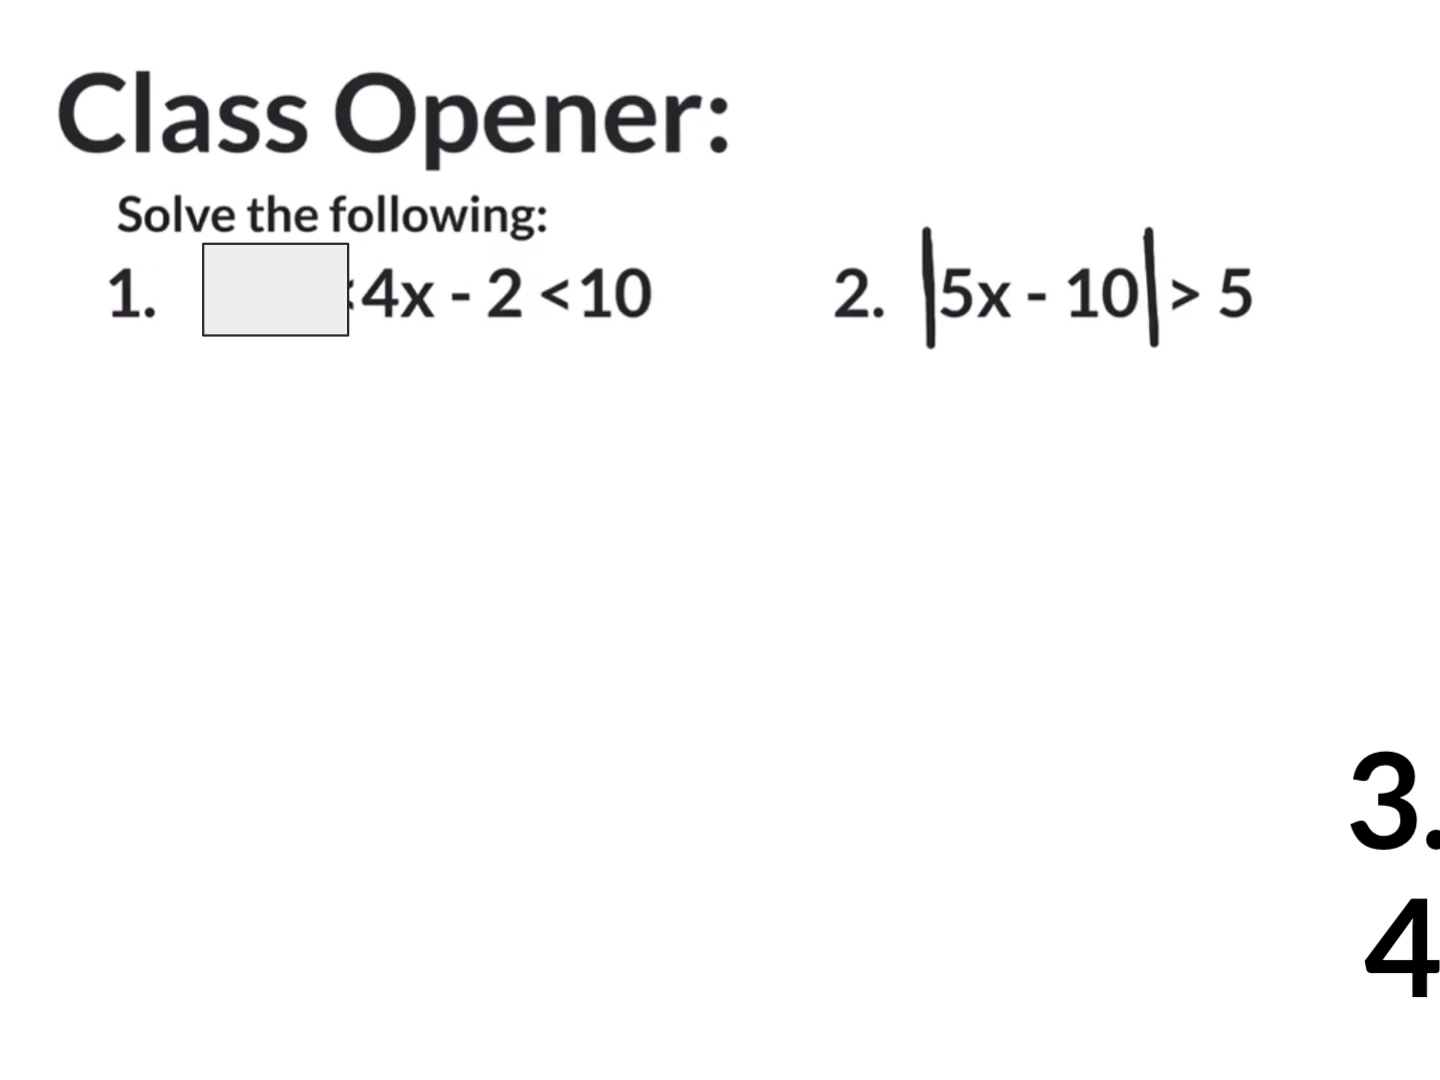 Class Opener:
Solve the following:
1. <4x - 2 <10
2. |5x - 10| > 5
3.
4